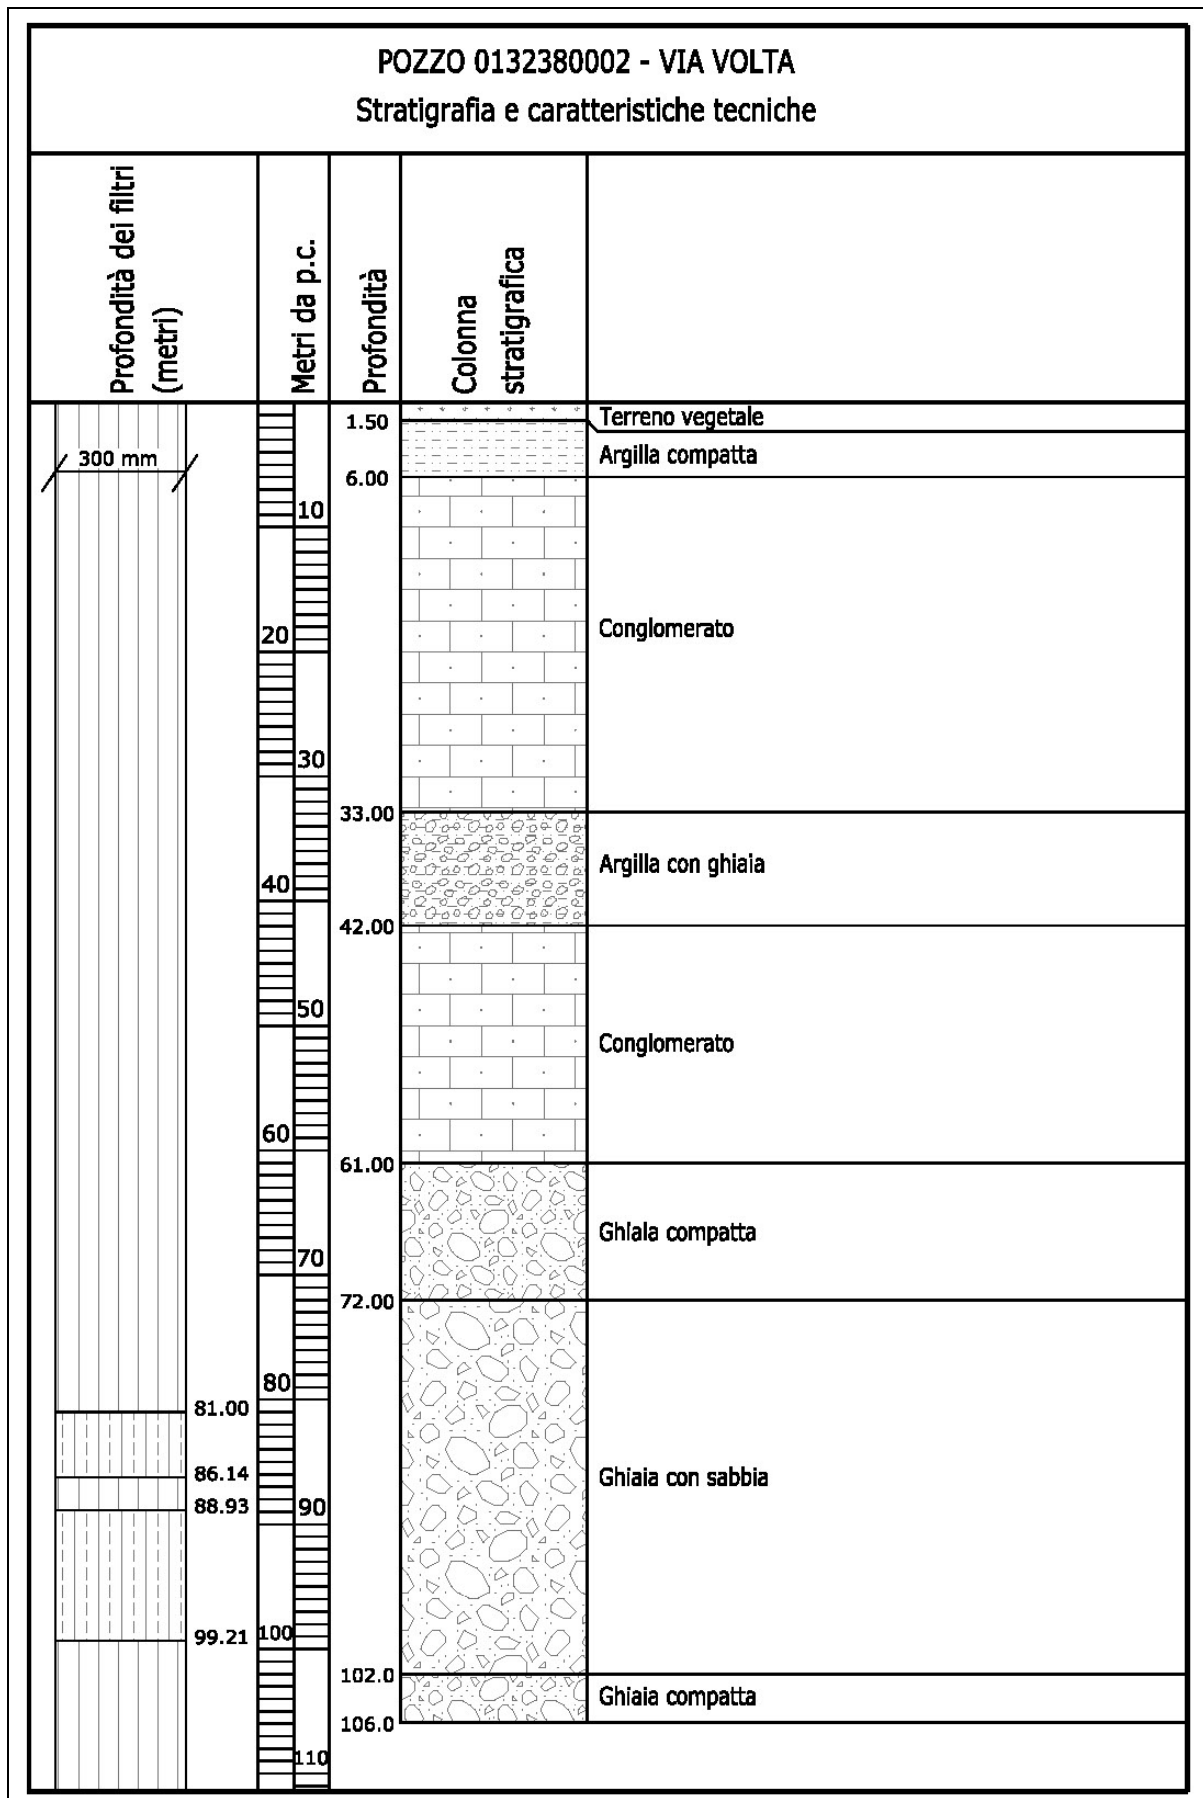 POZZO 0132380002 - VIA VOLTA
Stratigrafia e caratteristiche tecniche
Profondità dei filtri
(metri)
Metri da p.c.
Profondità
Colonna
stratigrafica
Terreno vegetale
1.50
Argilla compatta
300 mm
6.00
10
20
Conglomerato
30
33.00
Argilla con ghiaia
40
42.00
50
Conglomerato
60
61.00
Ghiaia compatta
70
72.00
80
81.00
86.14
Ghiaia con sabbia
88.93
90
99.21
100
102.0
Ghiaia compatta
106.0
110